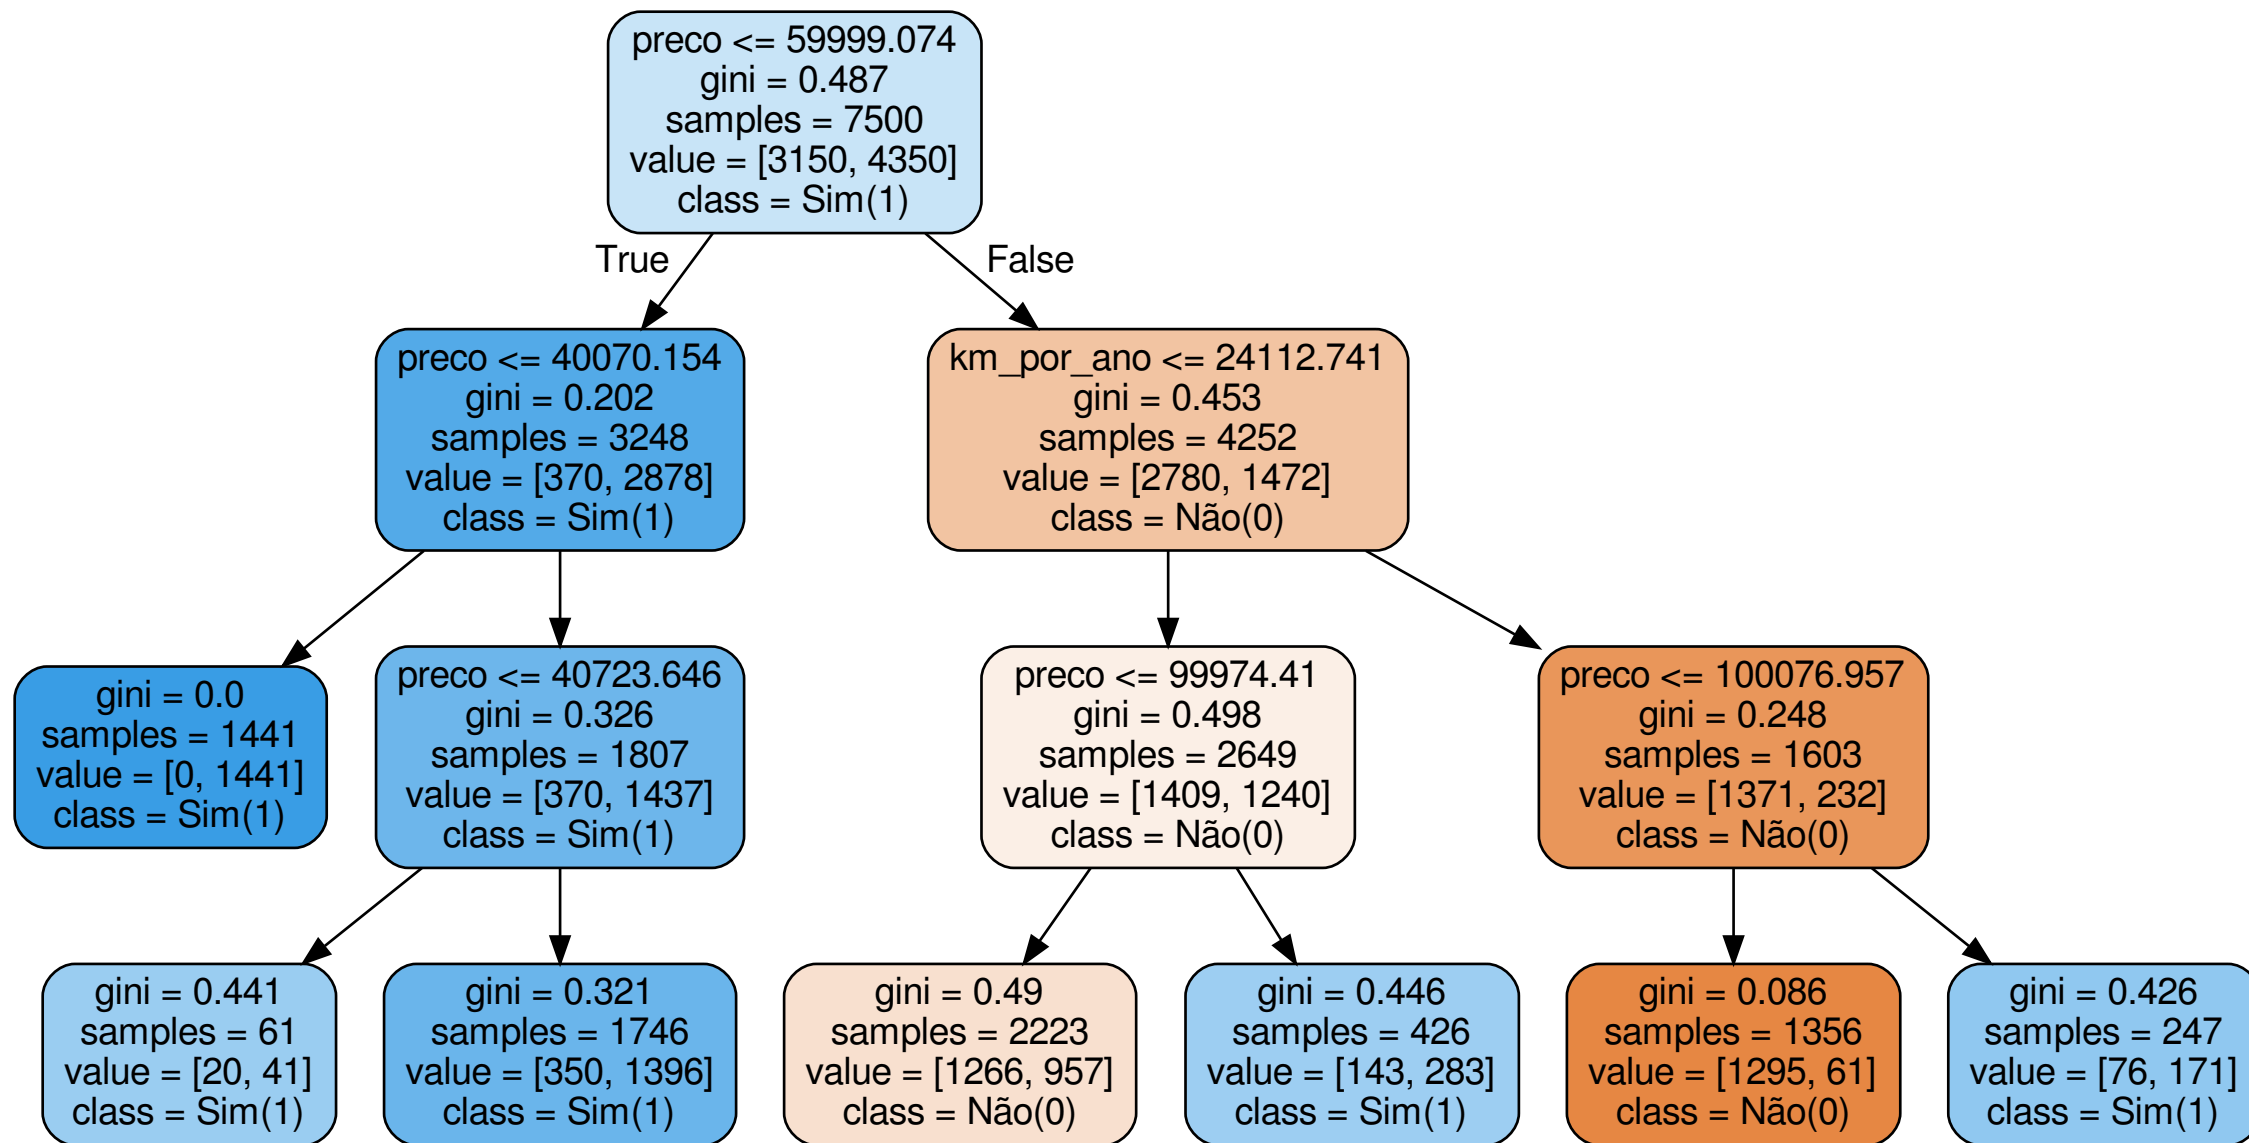 preco <= 59999.074
gini = 0.487
samples = 7500
value = [3150, 4350]
class = Sim(1)
True
False
preco <= 40070.154
gini = 0.202
samples = 3248
value = [370, 2878]
class = Sim(1)
km_por_ano <= 24112.741
gini = 0.453
samples = 4252
value = [2780, 1472]
class = Não(0)
gini = 0.0
samples = 1441
value = [0, 1441]
class = Sim(1)
preco <= 40723.646
gini = 0.326
samples = 1807
value = [370, 1437]
class = Sim(1)
preco <= 99974.41
gini = 0.498
samples = 2649
value = [1409, 1240]
class = Não(0)
preco <= 100076.957
gini = 0.248
samples = 1603
value = [1371, 232]
class = Não(0)
gini = 0.441
samples = 61
value = [20, 41]
class = Sim(1)
gini = 0.321
samples = 1746
value = [350, 1396]
class = Sim(1)
gini = 0.49
samples = 2223
value = [1266, 957]
class = Não(0)
gini = 0.446
samples = 426
value = [143, 283]
class = Sim(1)
gini = 0.086
samples = 1356
value = [1295, 61]
class = Não(0)
gini = 0.426
samples = 247
value = [76, 171]
class = Sim(1)